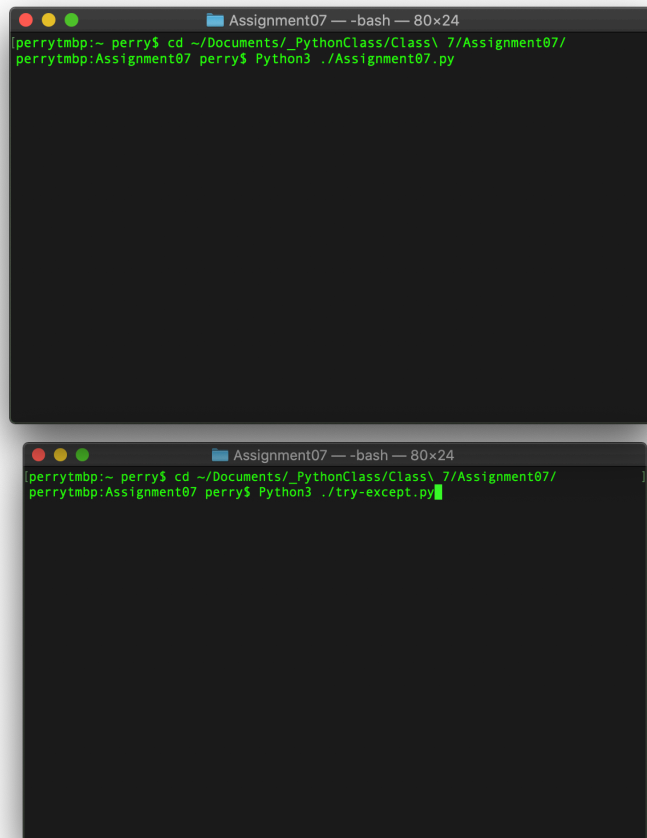 Assignment07 — -bash — 80×24
[perrytmbp:~ perry$ cd ~/Documents/_PythonClass/Class\ 7/Assignment07/
perrytmbp:Assignment07 perry$ Python3 ./Assignment07.py
Assignment07 — -bash — 80×24
[perrytmbp:~ perry$ cd ~/Documents/_PythonClass/Class\ 7/Assignment07/ ]
perrytmbp:Assignment07 perry$ Python3 ./try-except.py